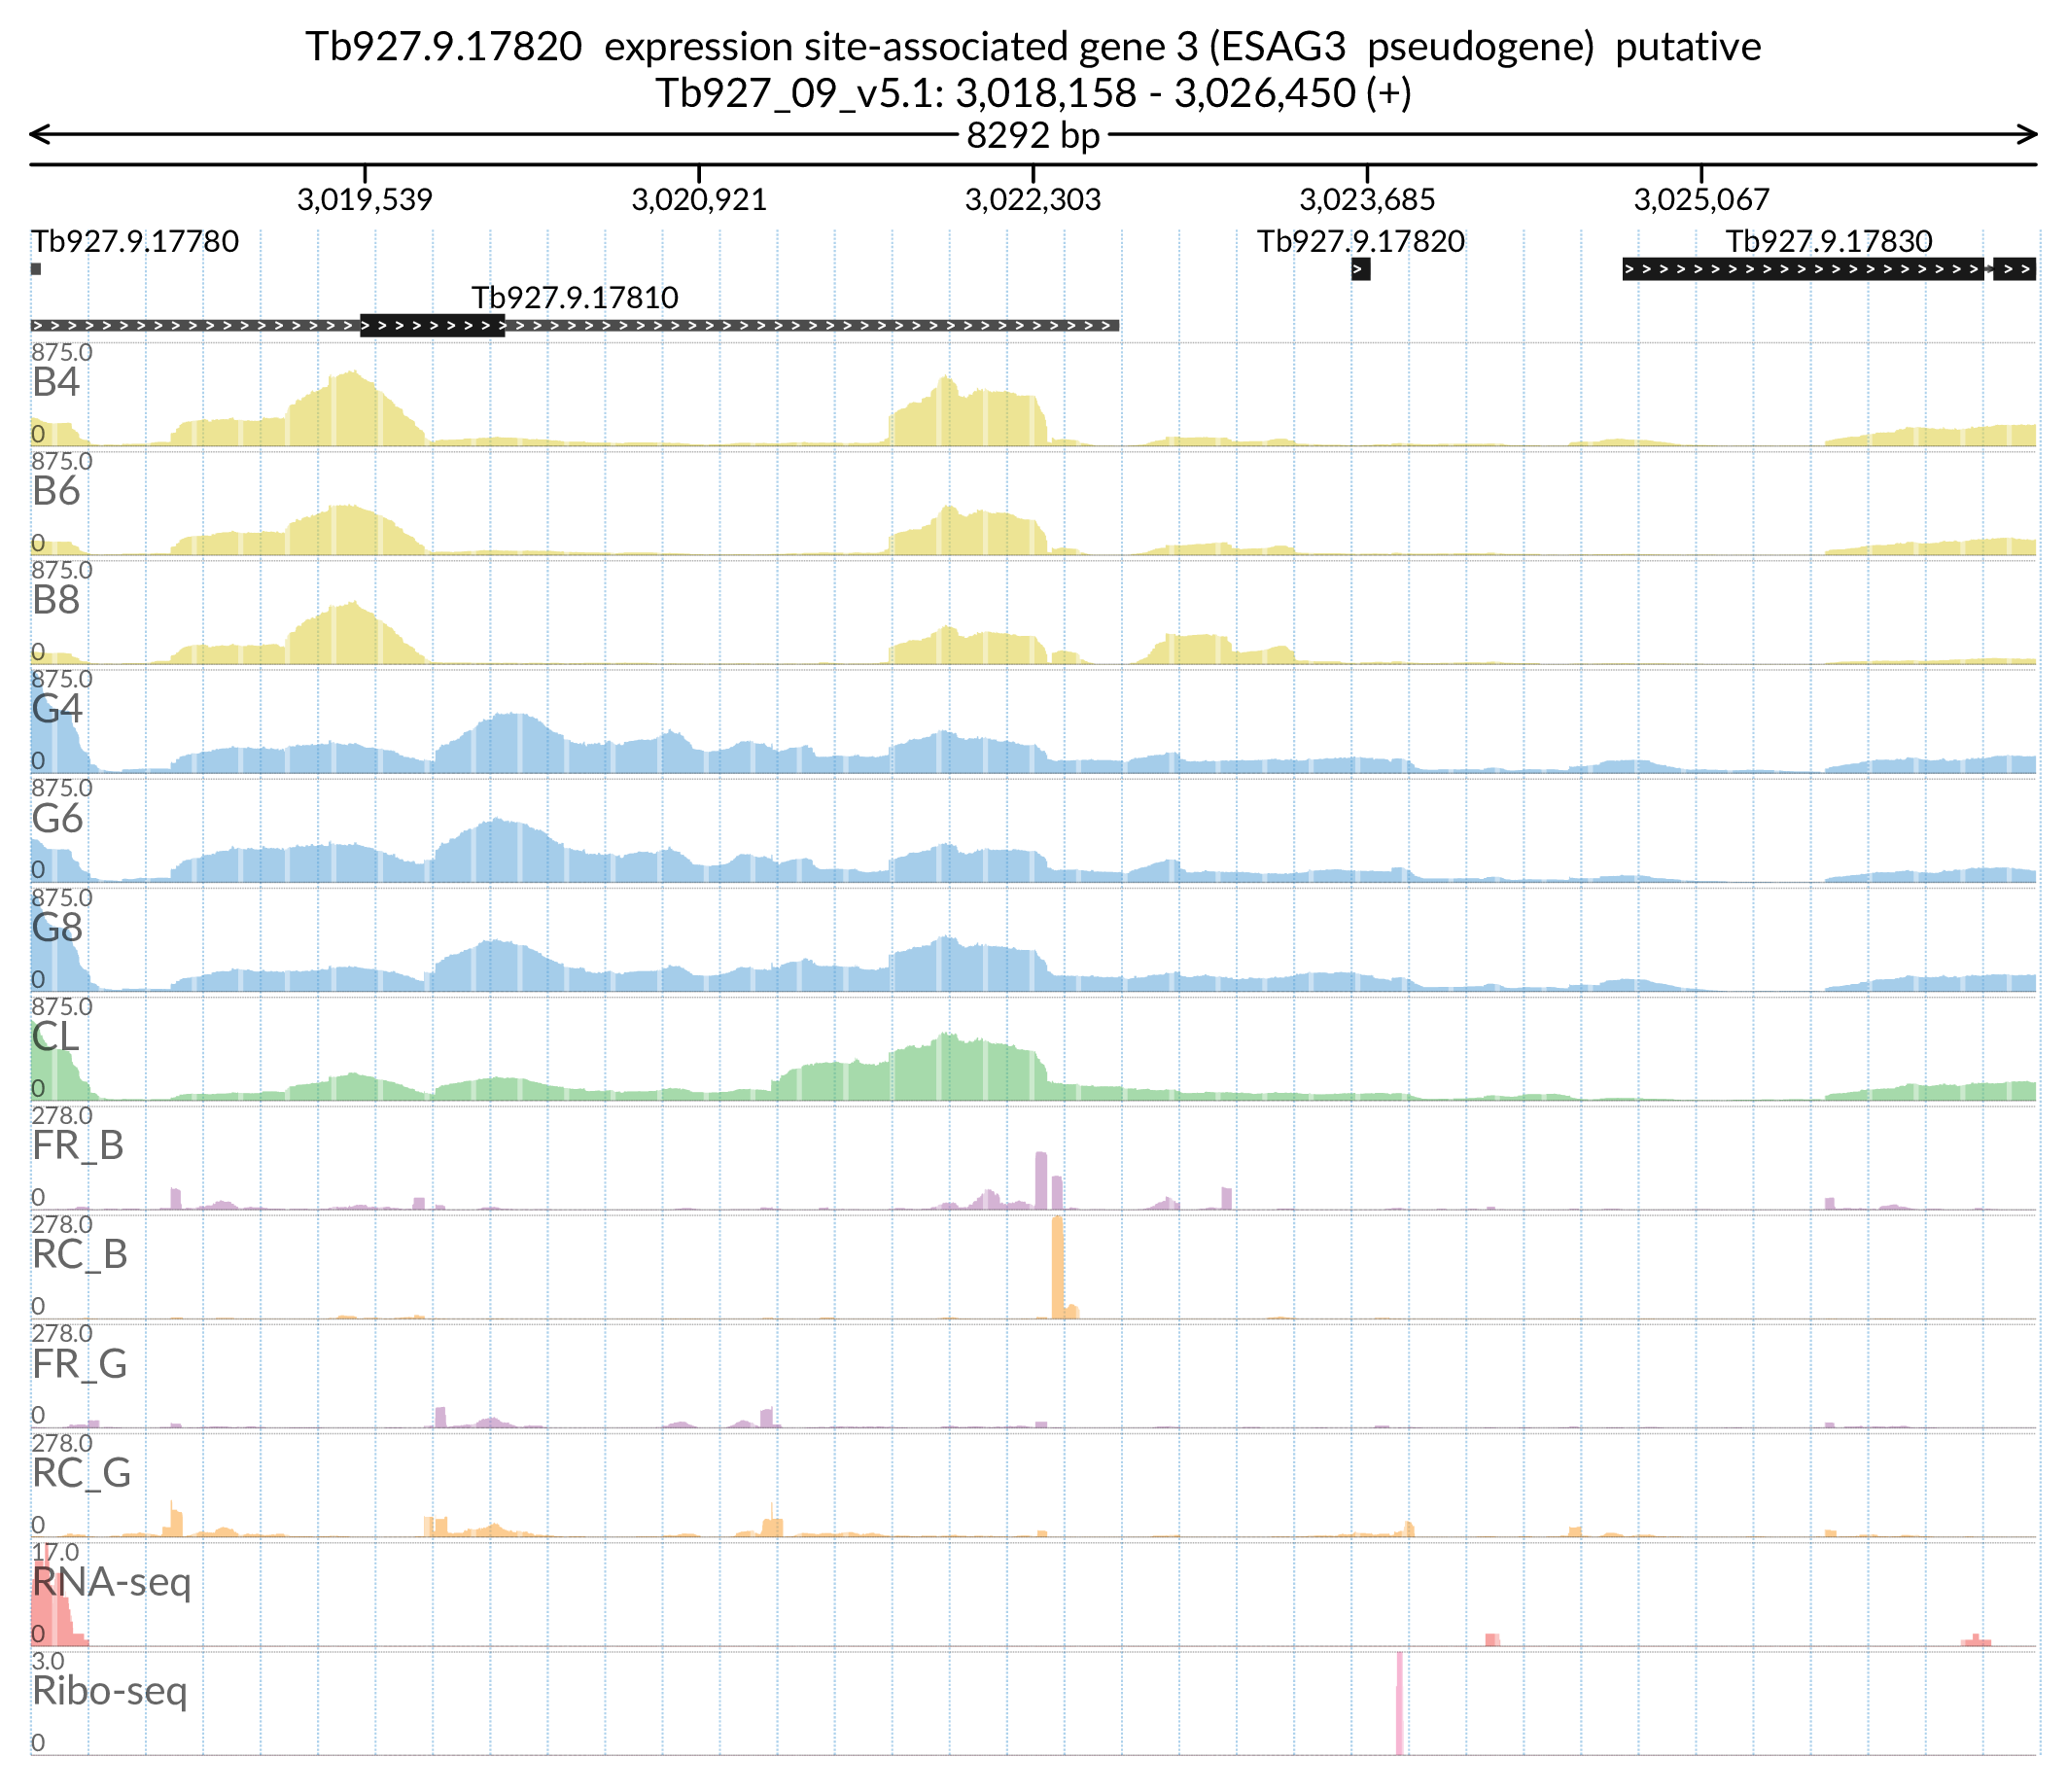 Tb927.9.17820  expression site-associated gene 3 (ESAG3  pseudogene)  putative
Tb927_09_v5.1: 3,018,158 - 3,026,450 (+)
8292 bp
3,019,539 3,020,921 3,022,303 3,023,685 3,025,067
Tb927.9.17780 Tb927.9.17820 Tb927.9.17830
Tb927.9.17810
875.0
B4
0
875.0
B6
0
875.0
B8
0
875.0
G4
0
875.0
G6
0
875.0
G8
0
875.0
CL
0
278.0
FR_B
0
278.0
RC_B
0
278.0
FR_G
0
278.0
RC_G
0
17.0
RNA-seq
0
3.0
Ribo-seq
0